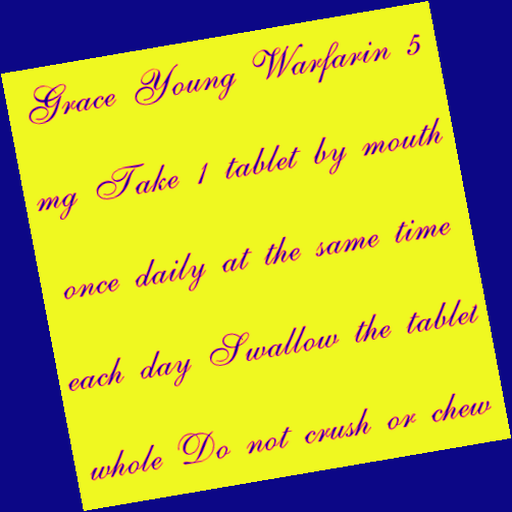 Grace Young Warfarin 5
mg Take 1 tablet by mouth
once daily at the same time
each day Swallow the tablet
whole Do not crush or chew